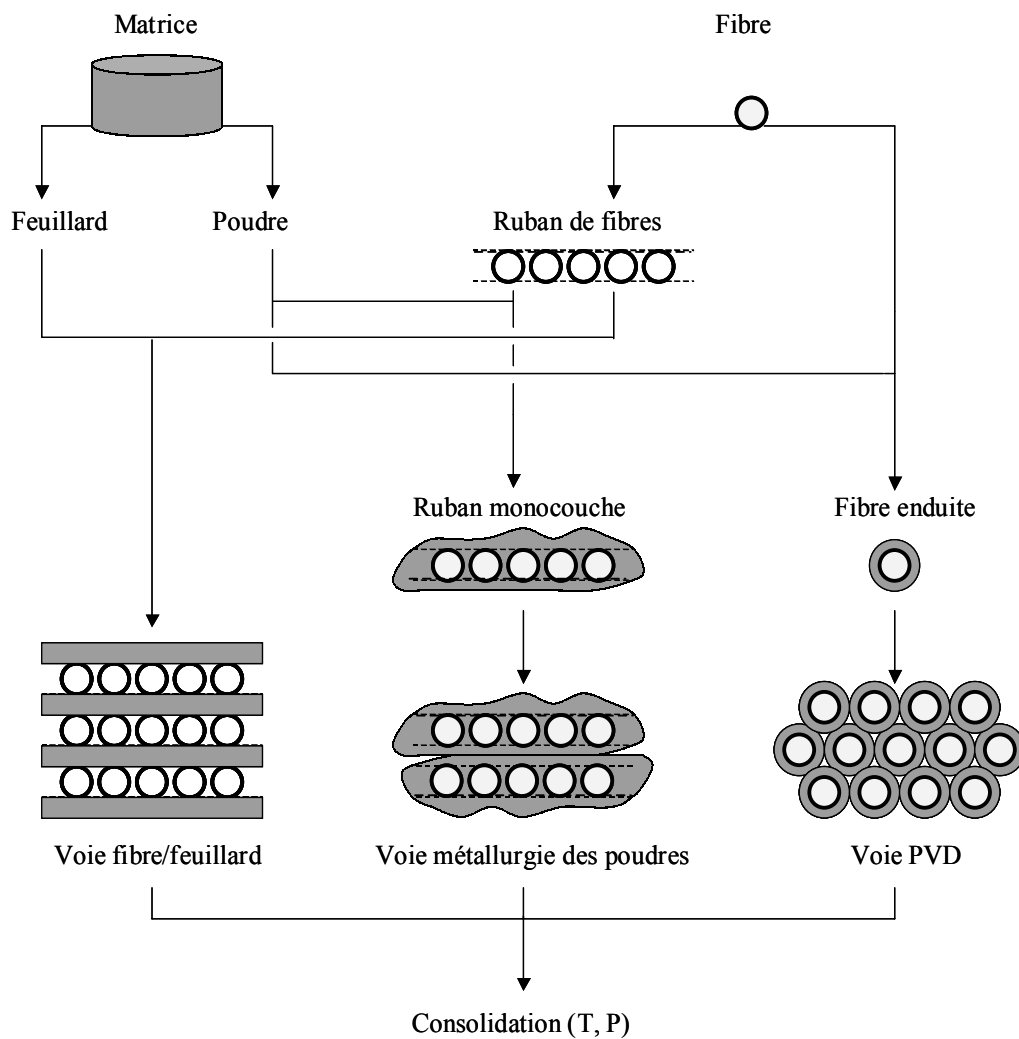 Matrice
Fibre
Feuillard
Poudre
Ruban de fibres
Ruban monocouche
Fibre enduite
Voie fibre/feuillard
Voie métallurgie des poudres
Voie PVD
Consolidation (T, P)